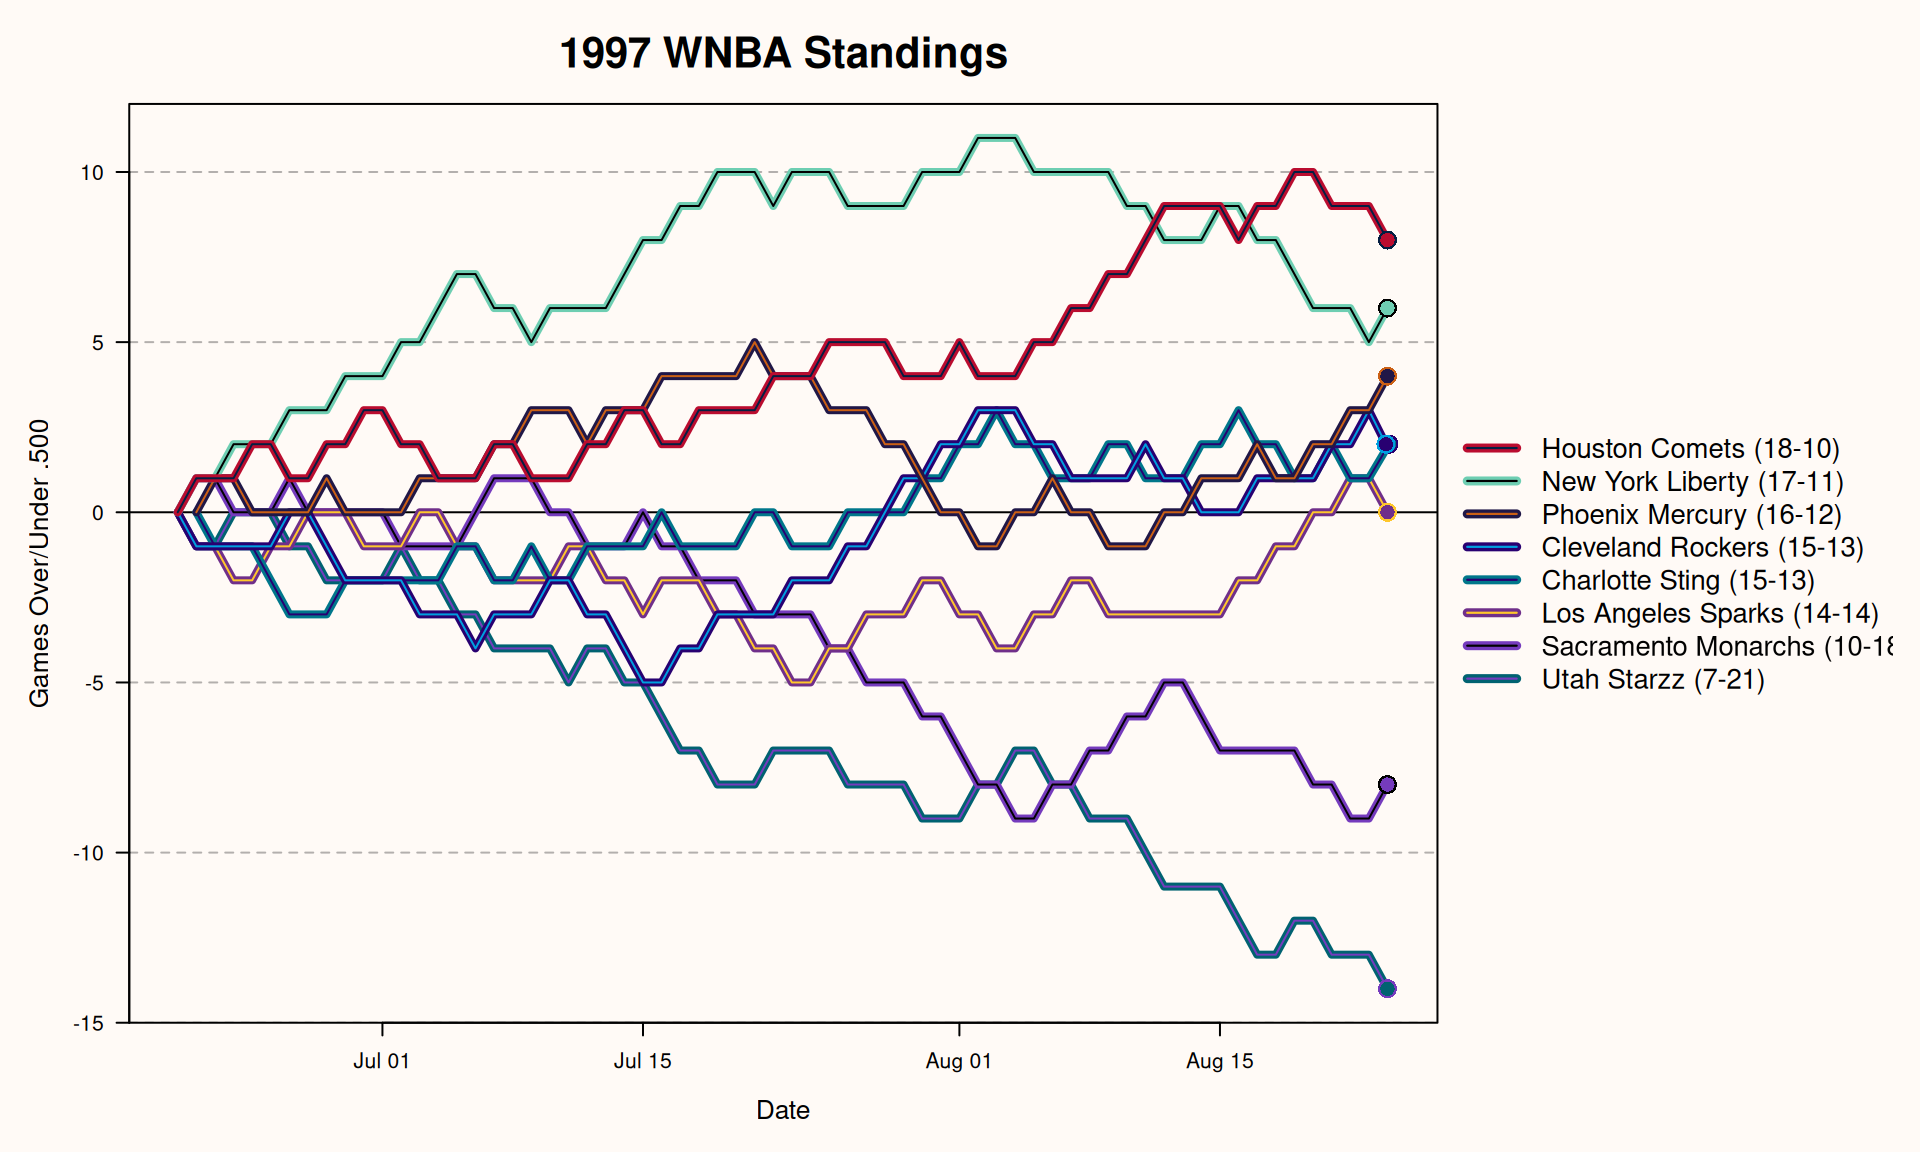 1997 WNBA Standings
Games Over/Under .500
10
5
0
-5
-10
-15
Jul 01
Jul 15
Aug 01
Aug 15
Date
Houston Comets (18-10)
New York Liberty (17-11)
Phoenix Mercury (16-12)
Cleveland Rockers (15-13)
Charlotte Sting (15-13)
Los Angeles Sparks (14-14)
Sacramento Monarchs (10-18
Utah Starzz (7-21)